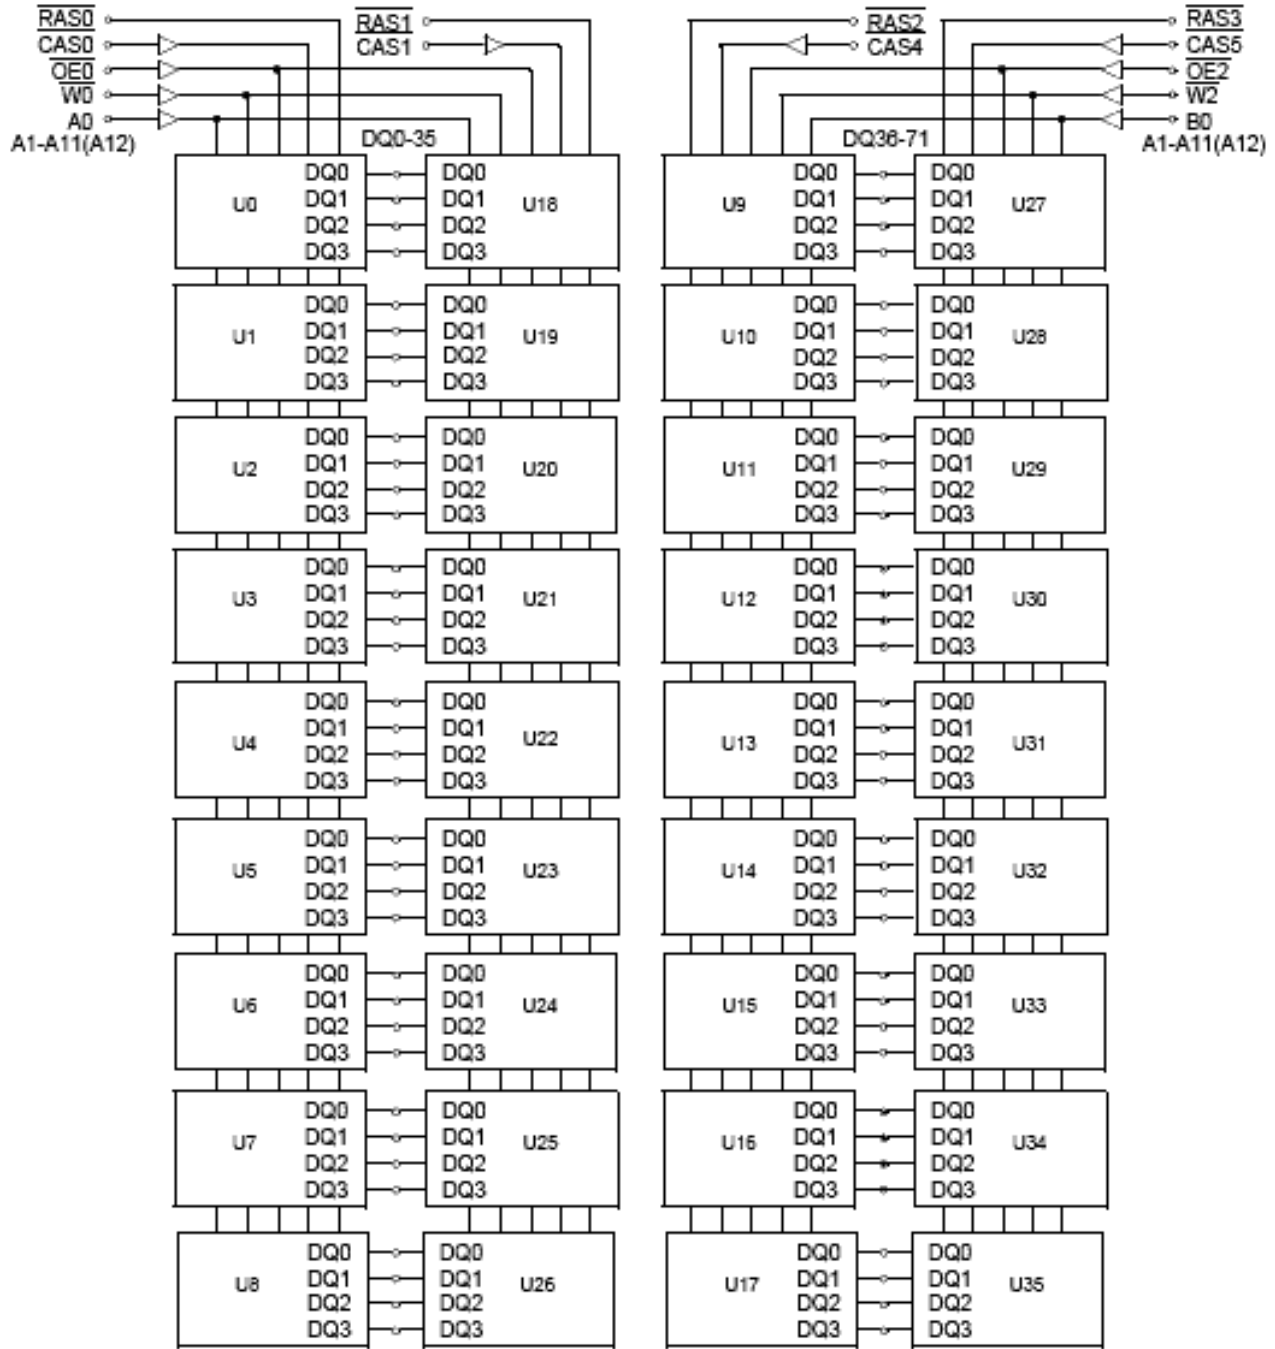 RAS0 RAS1 RAS2 RAS3
CAS0 CAS1 CAS4 CAS5
OE0 OE2
W0 W2
A0 B0
A1-A11(A12) DQ0-35 DQ36-71 A1-A11(A12)
DQ0 DQ0 DQ0 DQ0
U0 DQ1 DQ1 U18 U9 DQ1 DQ1 U27
DQ2 DQ2 DQ2 DQ2
DQ3 DQ3 DQ3 DQ3
DQ0 DQ0 DQ0 DQ0
U1 DQ1 DQ1 U19 U10 DQ1 DQ1 U28
DQ2 DQ2 DQ2 DQ2
DQ3 DQ3 DQ3 DQ3
DQ0 DQ0 DQ0 DQ0
U2 DQ1 DQ1 U20 U11 DQ1 DQ1 U29
DQ2 DQ2 DQ2 DQ2
DQ3 DQ3 DQ3 DQ3
DQ0 DQ0 DQ0 DQ0
U3 DQ1 DQ1 U21 U12 DQ1 DQ1 U30
DQ2 DQ2 DQ2 DQ2
DQ3 DQ3 DQ3 DQ3
DQ0 DQ0 DQ0 DQ0
U4 DQ1 DQ1 U22 U13 DQ1 DQ1 U31
DQ2 DQ2 DQ2 DQ2
DQ3 DQ3 DQ3 DQ3
DQ0 DQ0 DQ0 DQ0
U5 DQ1 DQ1 U23 U14 DQ1 DQ1 U32
DQ2 DQ2 DQ2 DQ2
DQ3 DQ3 DQ3 DQ3
DQ0 DQ0 DQ0 DQ0
U6 DQ1 DQ1 U24 U15 DQ1 DQ1 U33
DQ2 DQ2 DQ2 DQ2
DQ3 DQ3 DQ3 DQ3
DQ0 DQ0 DQ0 DQ0
U7 DQ1 DQ1 U25 U16 DQ1 DQ1 U34
DQ2 DQ2 DQ2 DQ2
DQ3 DQ3 DQ3 DQ3
DQ0 DQ0 DQ0 DQ0
U8 DQ1 DQ1 U26 U17 DQ1 DQ1 U35
DQ2 DQ2 DQ2 DQ2
DQ3 DQ3 DQ3 DQ3